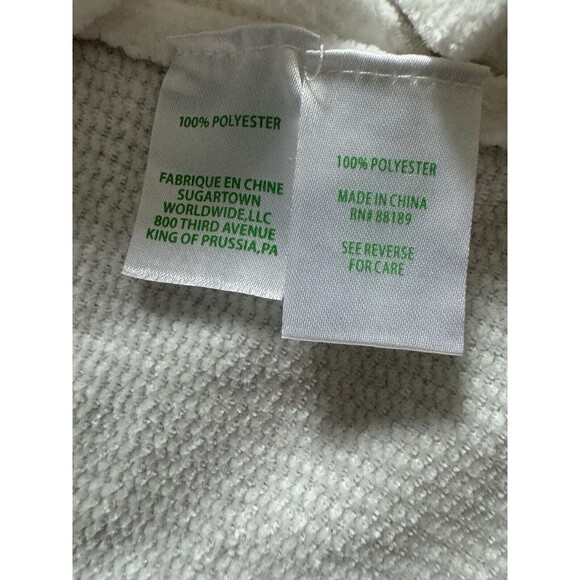 100% POLYESTER
FABRIQUE EN CHINE
SUGARTOWN
WORLDWIDE,LLC
800 THIRD AVENUE
KING OF PRUSSIA,PA
100% POLYESTER
MADE IN CHINA
RN# 88189
SEE REVERSE
FOR CARE